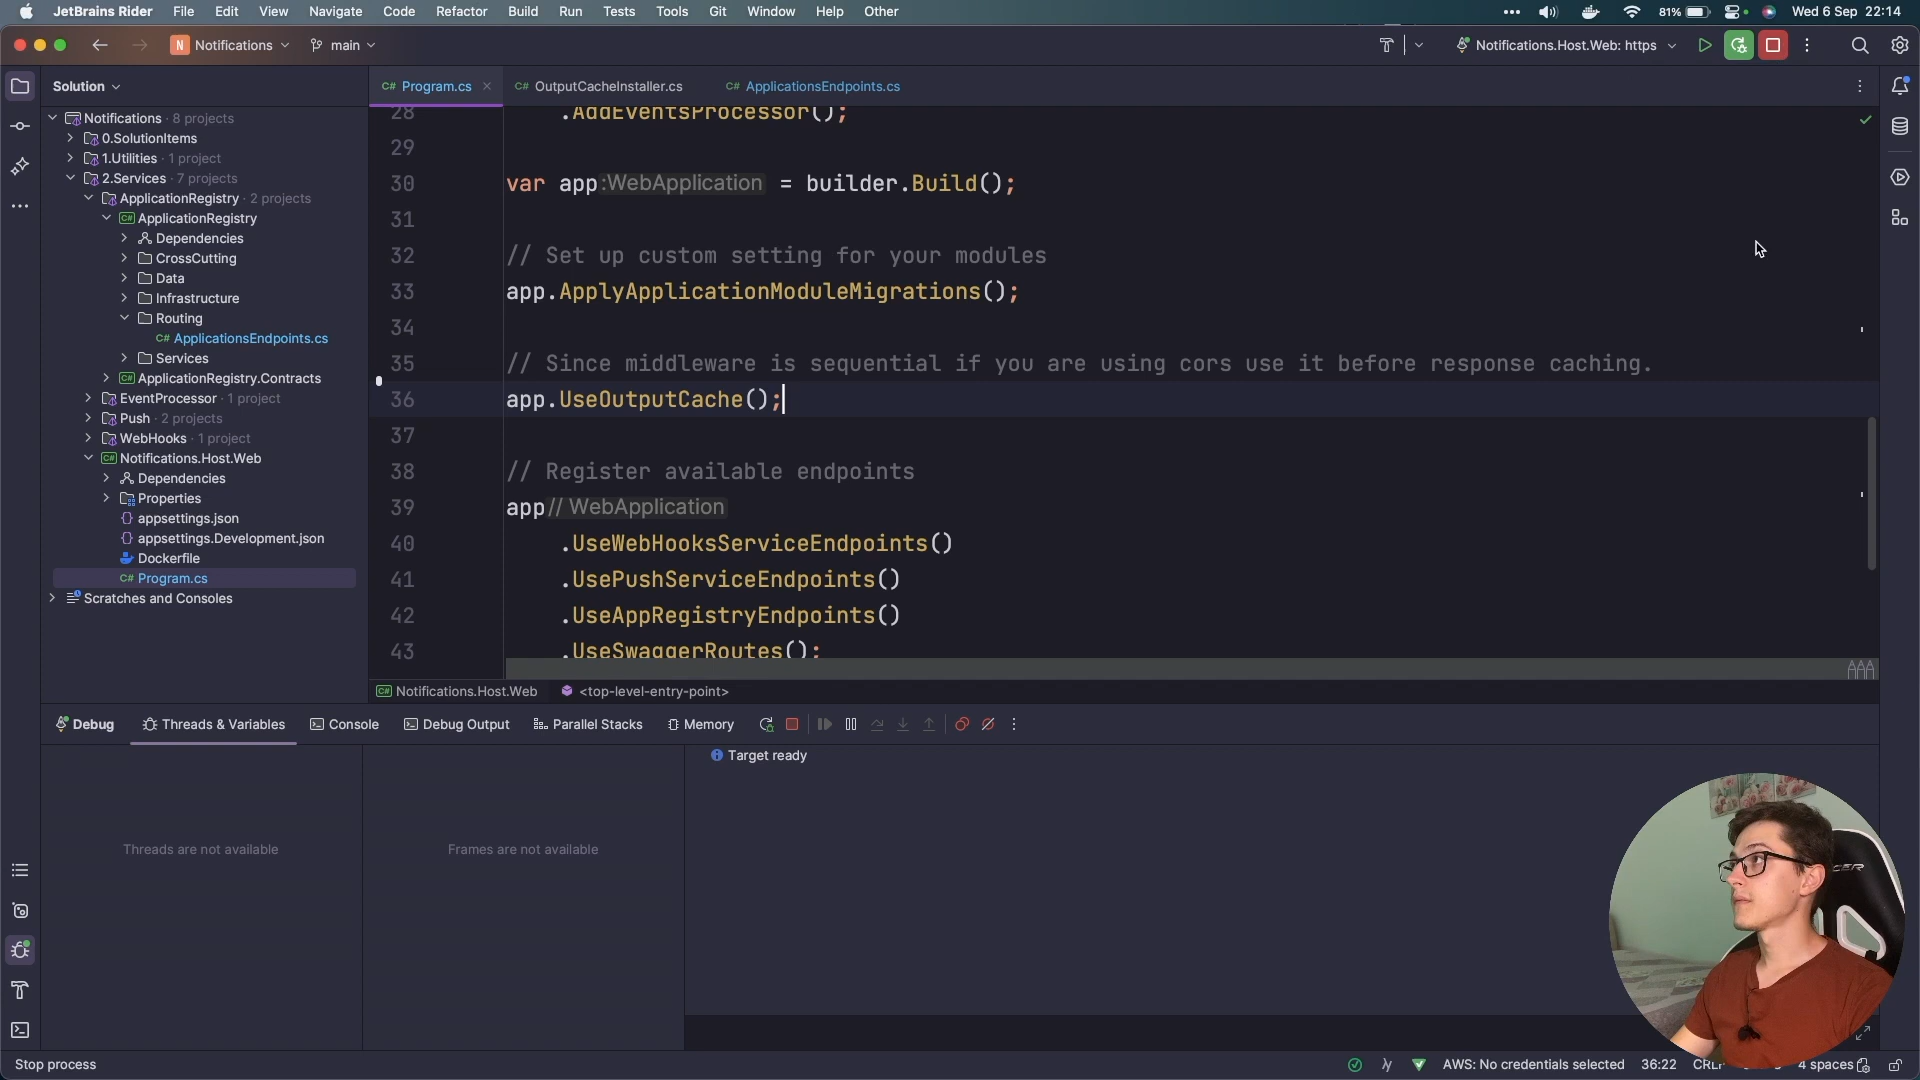 JetBrains Rider File Edit View Navigate Code Refactor Build Run Tests Tools Git Window Help Other 81% Wed 6 Sep 22:14
N Notifications main Notifications.Host.Web: https
Solution
C# Program.cs C# OutputCacheInstaller.cs C# ApplicationsEndpoints.cs
Notifications · 8 projects
0.SolutionItems
1.Utilities · 1 project
2.Services · 7 projects
ApplicationRegistry · 2 projects
C# ApplicationRegistry
Dependencies
CrossCutting
Data
Infrastructure
Routing
C# ApplicationsEndpoints.cs
Services
C# ApplicationRegistry.Contracts
EventProcessor · 1 project
Push · 2 projects
WebHooks · 1 project
C# Notifications.Host.Web
Dependencies
Properties
{} appsettings.json
{} appsettings.Development.json
Dockerfile
C# Program.cs
Scratches and Consoles
28 .AddEventsProcessor();
29
30 var app :WebApplication = builder.Build();
31
32 // Set up custom setting for your modules
33 app.ApplyApplicationModuleMigrations();
34
35 // Since middleware is sequential if you are using cors use it before response caching.
36 app.UseOutputCache();
37
38 // Register available endpoints
39 app // WebApplication
40 .UseWebHooksServiceEndpoints()
41 .UsePushServiceEndpoints()
42 .UseAppRegistryEndpoints()
43 .UseSwaggerRoutes();
C# Notifications.Host.Web <top-level-entry-point>
Debug Threads & Variables Console Debug Output Parallel Stacks Memory
Target ready
Threads are not available
Frames are not available
Stop process
AWS: No credentials selected 36:22 CRLF 4 spaces